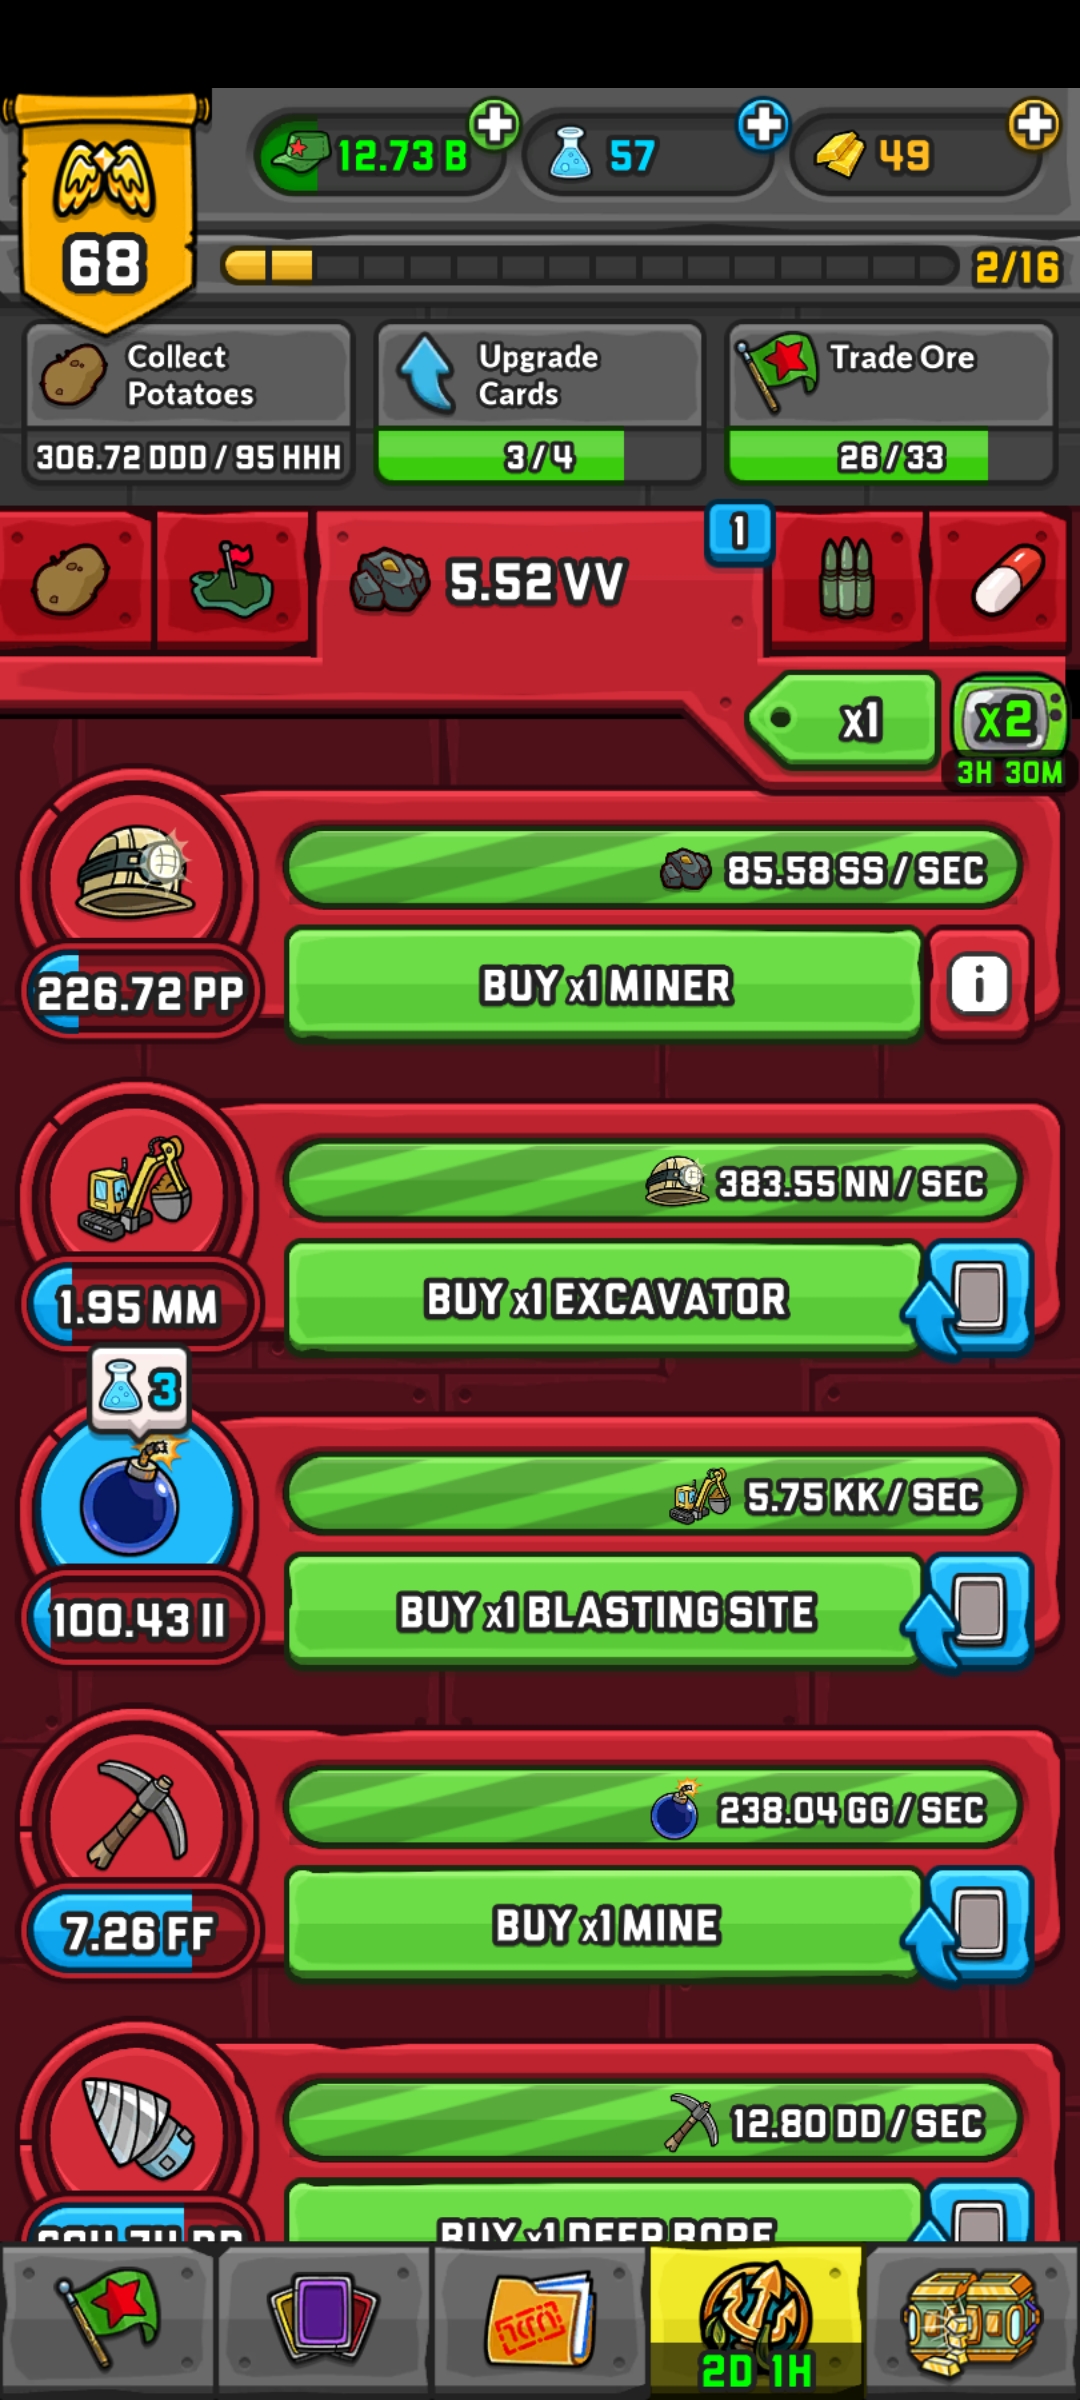 12.73 B
57
49
68
2/16
Collect
Potatoes
306.72 DDD / 95 HHH
Upgrade
Cards
3/4
Trade Ore
26/33
5.52 VV
1
x1
x2
3H 30M
85.58 SS / SEC
226.72 PP
BUY x1 MINER
i
383.55 NN / SEC
1.95 MM
BUY x1 EXCAVATOR
3
5.75 KK / SEC
100.43 II
BUY x1 BLASTING SITE
238.04 GG / SEC
7.26 FF
BUY x1 MINE
12.80 DD / SEC
BUY x1 DEEP BORE
2D 1H